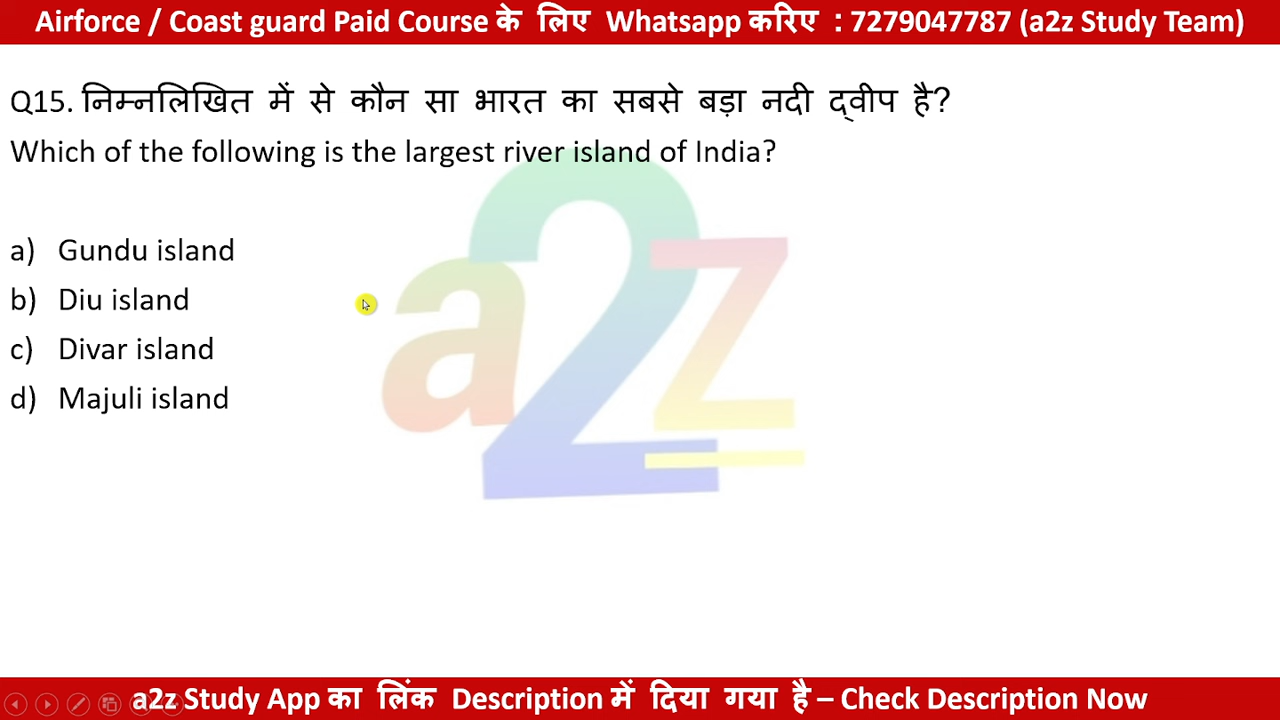 Airforce / Coast guard Paid Course के लिए Whatsapp करिए : 7279047787 (a2z Study Team)
Q15. निम्नलिखित में से कौन सा भारत का सबसे बड़ा नदी द्वीप है?
Which of the following is the largest river island of India?
a) Gundu island
b) Diu island
c) Divar island
d) Majuli island
a2z
a2z Study App का लिंक Description में दिया गया है – Check Description Now